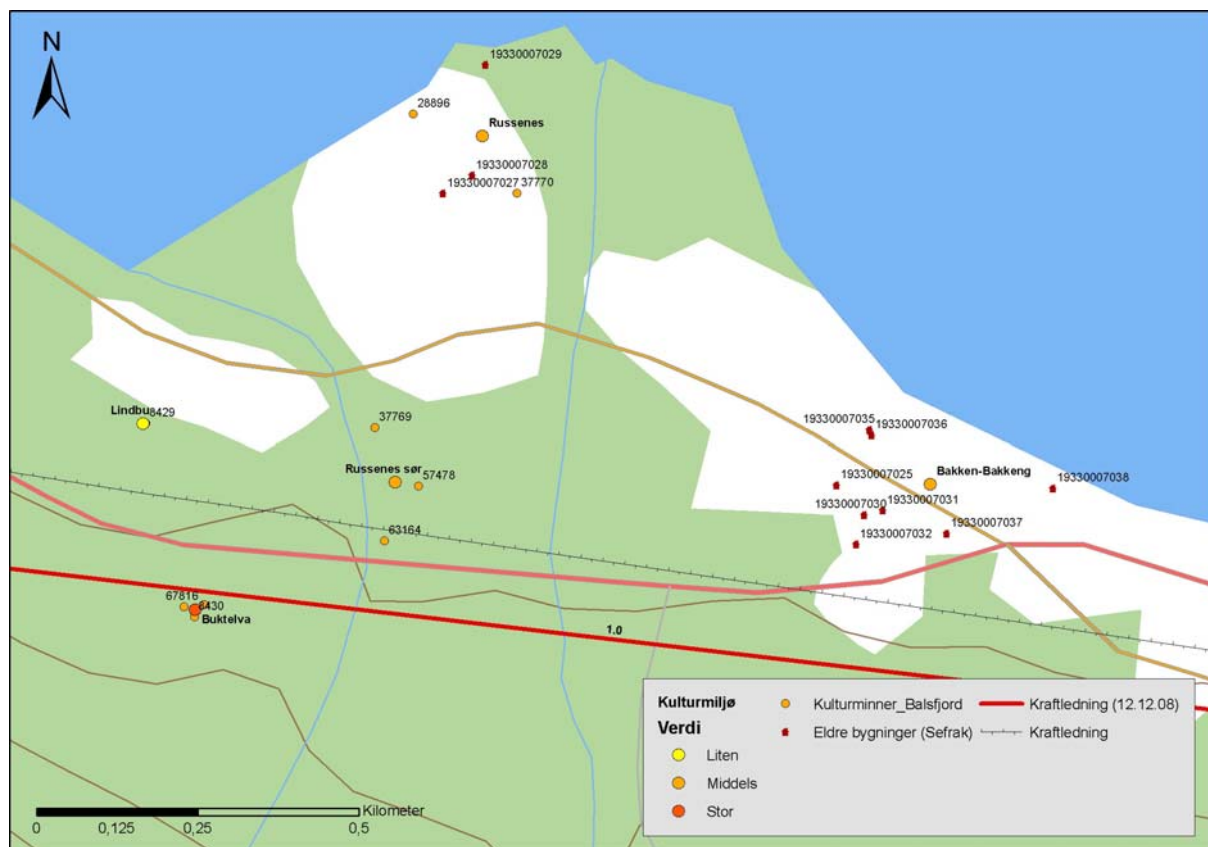 N
19330007029
28896
Russenes
19330007028
19330007027
37770
Lindbu
8429
37769
Russenes sør
57478
63164
67816
8430
Buktelva
1.0
19330007035
19330007036
19330007025
Bakken-Bakkeng
19330007038
19330007030
19330007031
19330007032
19330007037
Kulturmiljø
Verdi
Liten
Middels
Stor
Kulturminner_Balsfjord
Eldre bygninger (Sefrak)
Kraftledning (12.12.08)
Kraftledning
Kilometer
0
0,125
0,25
0,5